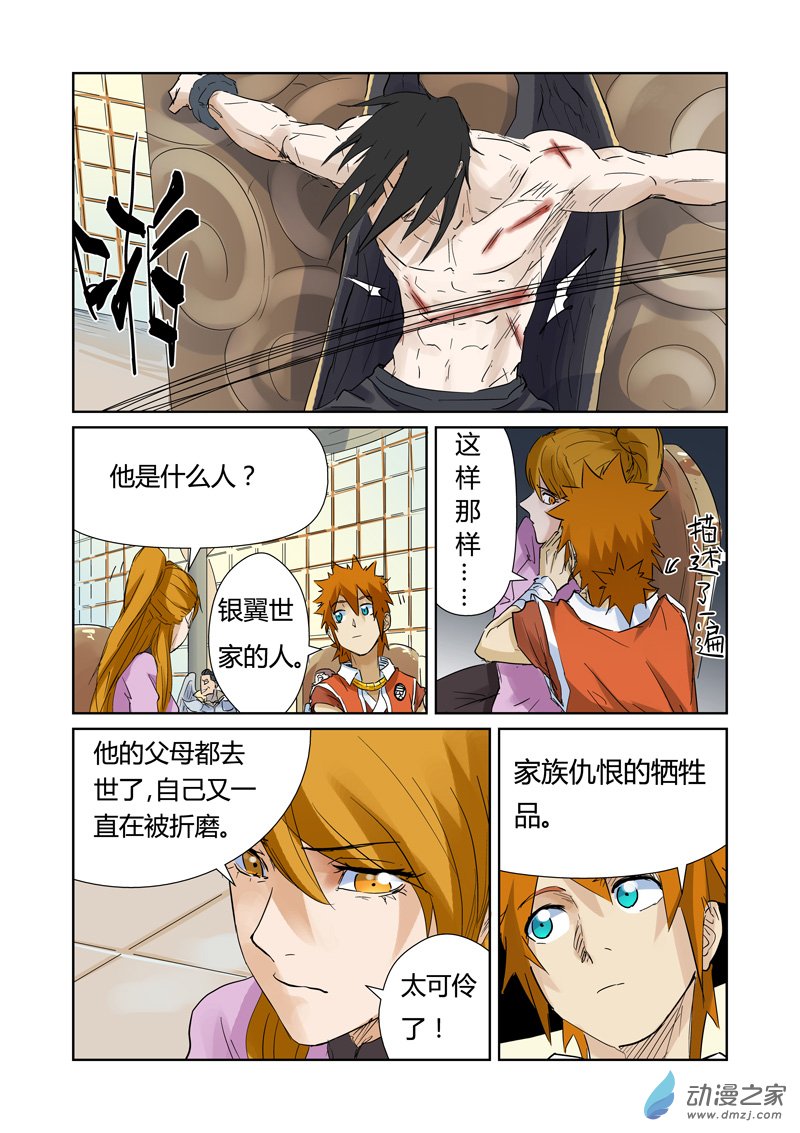 啪
他是什么人？
银翼世
家的人。
这样那样……
描述了一遍
他的父母都去
世了，自己又一
直在被折磨。
太可伶
了！
家族仇恨的牺牲
品。
动漫之家
www.dmzj.com